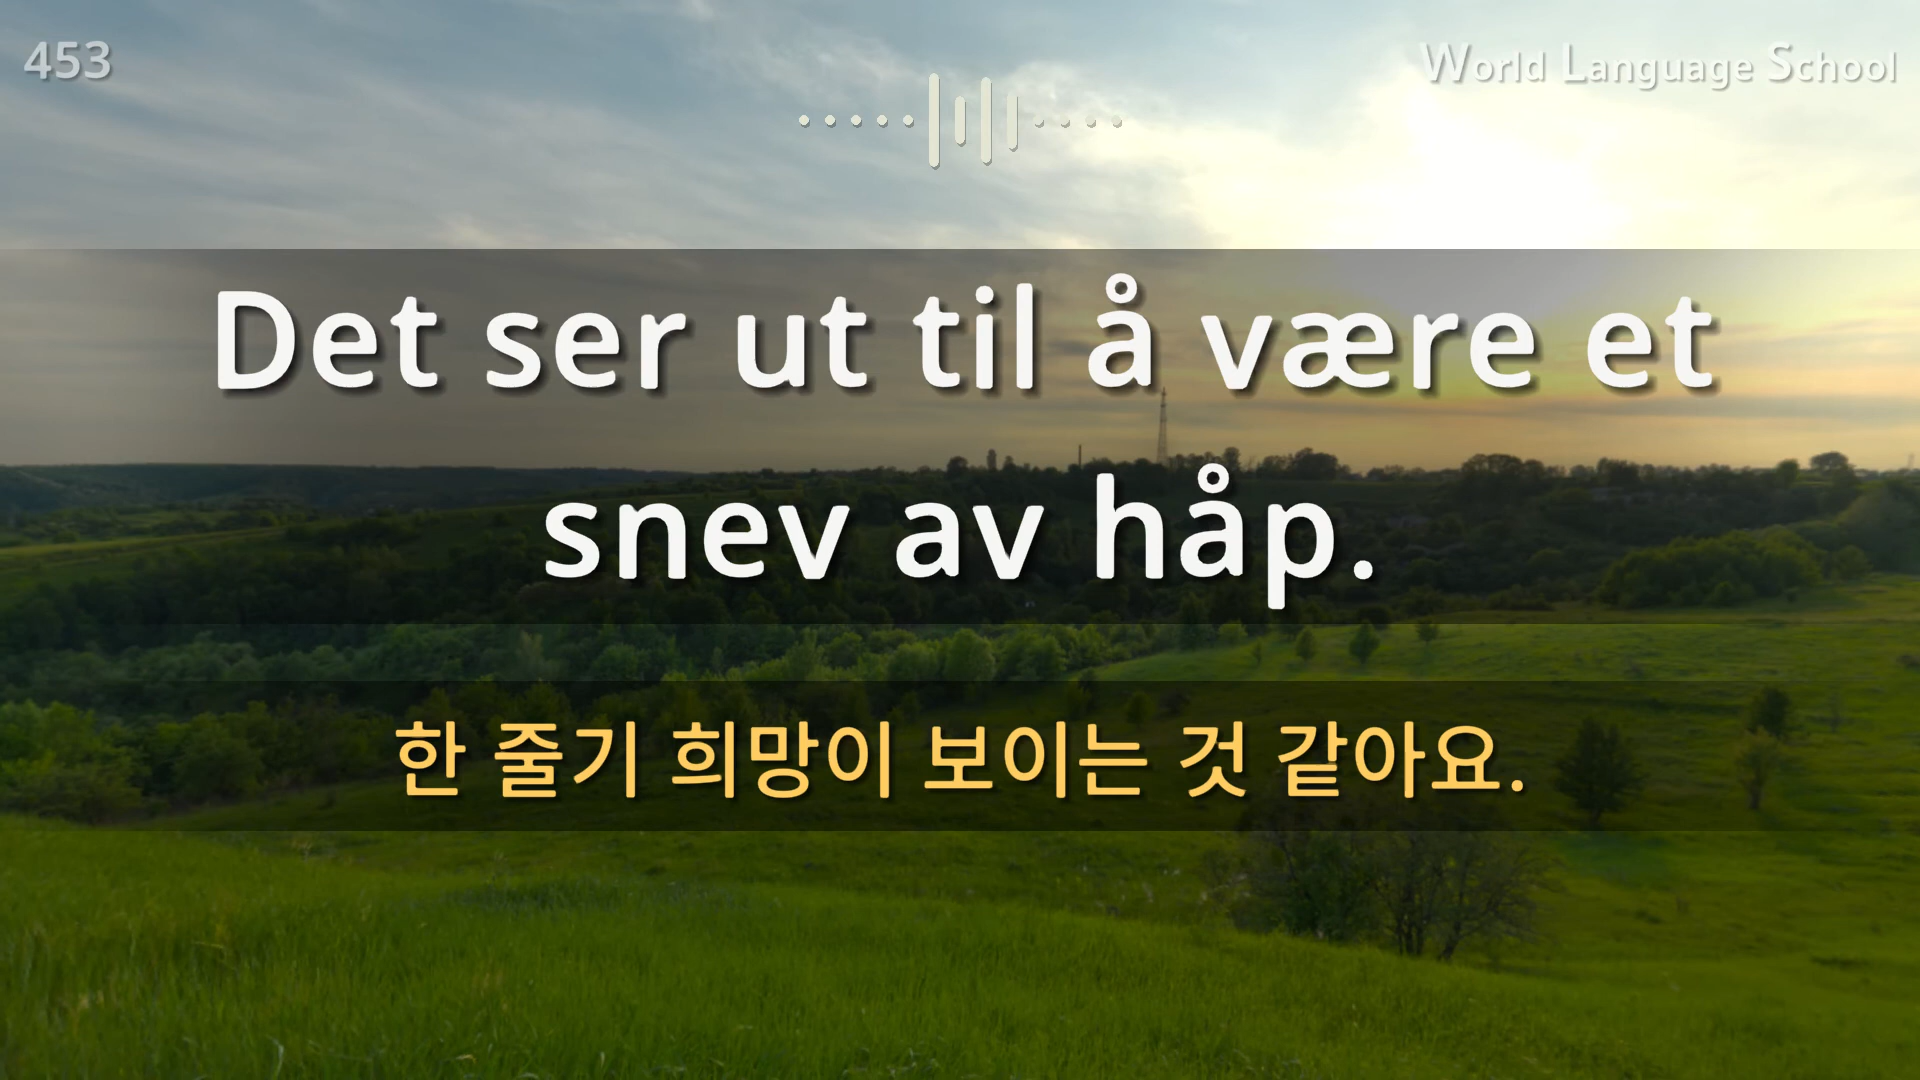 453
World Language School
Det ser ut til å være et
snev av håp.
한 줄기 희망이 보이는 것 같아요.